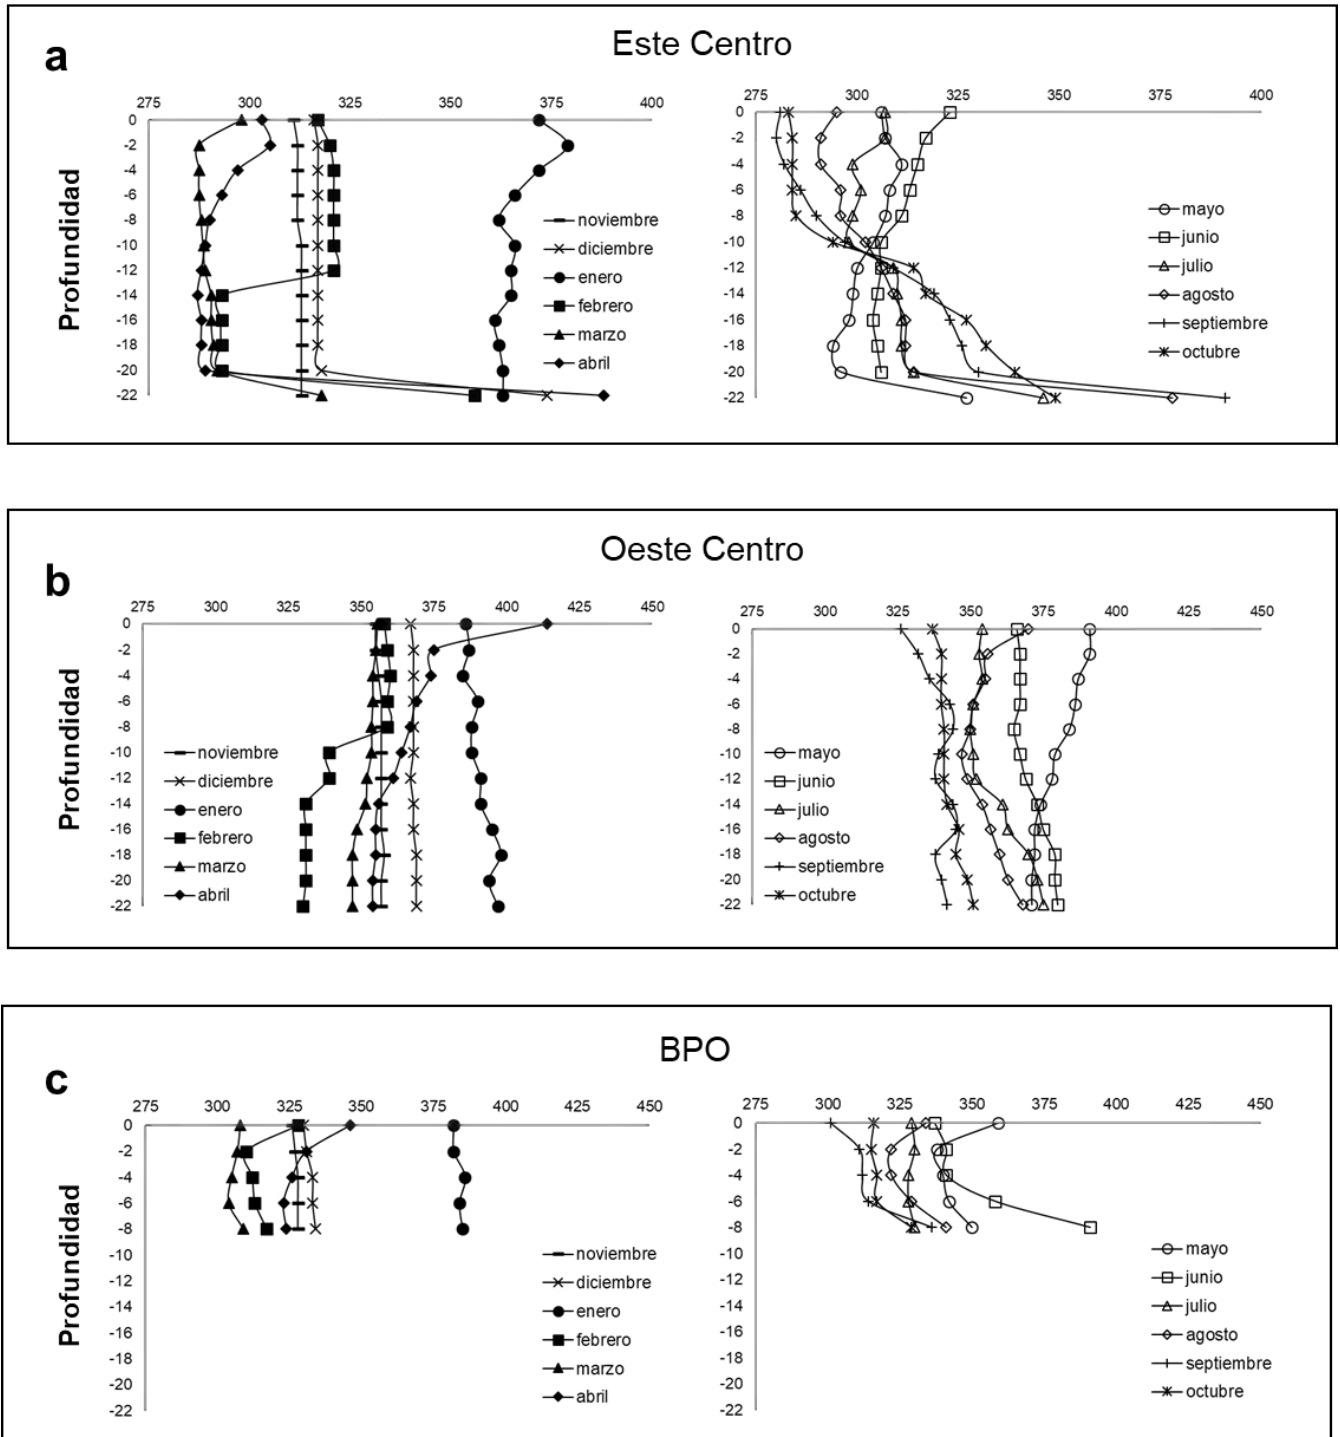 a
Este Centro
275 300 325 350 375 400
0
-2
-4
-6
-8
-10
-12
-14
-16
-18
-20
-22
Profundidad
noviembre
diciembre
enero
febrero
marzo
abril
275 300 325 350 375 400
0
-2
-4
-6
-8
-10
-12
-14
-16
-18
-20
-22
mayo
junio
julio
agosto
septiembre
octubre
b
Oeste Centro
275 300 325 350 375 400 425 450
0
-2
-4
-6
-8
-10
-12
-14
-16
-18
-20
-22
Profundidad
noviembre
diciembre
enero
febrero
marzo
abril
275 300 325 350 375 400 425 450
0
-2
-4
-6
-8
-10
-12
-14
-16
-18
-20
-22
mayo
junio
julio
agosto
septiembre
octubre
c
BPO
275 300 325 350 375 400 425 450
0
-2
-4
-6
-8
-10
-12
-14
-16
-18
-20
-22
Profundidad
noviembre
diciembre
enero
febrero
marzo
abril
275 300 325 350 375 400 425 450
0
-2
-4
-6
-8
-10
-12
-14
-16
-18
-20
-22
mayo
junio
julio
agosto
septiembre
octubre